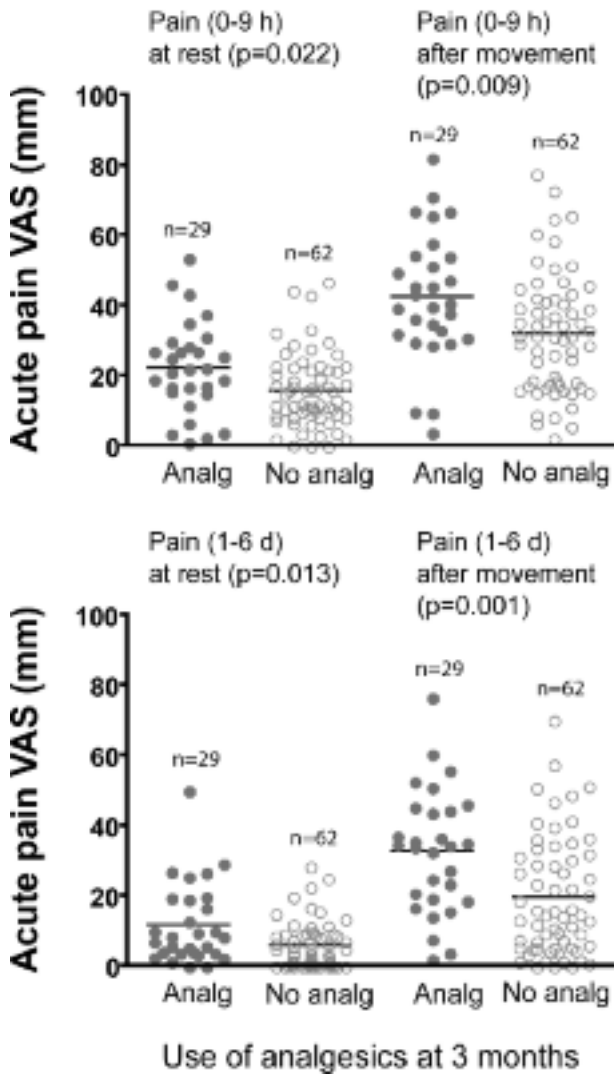 Pain (0-9 h)
at rest (p=0.022)
Pain (0-9 h)
after movement
(p=0.009)
Acute pain VAS (mm)
100
80
60
40
20
0
n=29
n=62
n=29
n=62
Analg
No analg
Analg
No analg
Pain (1-6 d)
at rest (p=0.013)
Pain (1-6 d)
after movement
(p=0.001)
Acute pain VAS (mm)
100
80
60
40
20
0
n=29
n=62
n=29
n=62
Analg
No analg
Analg
No analg
Use of analgesics at 3 months